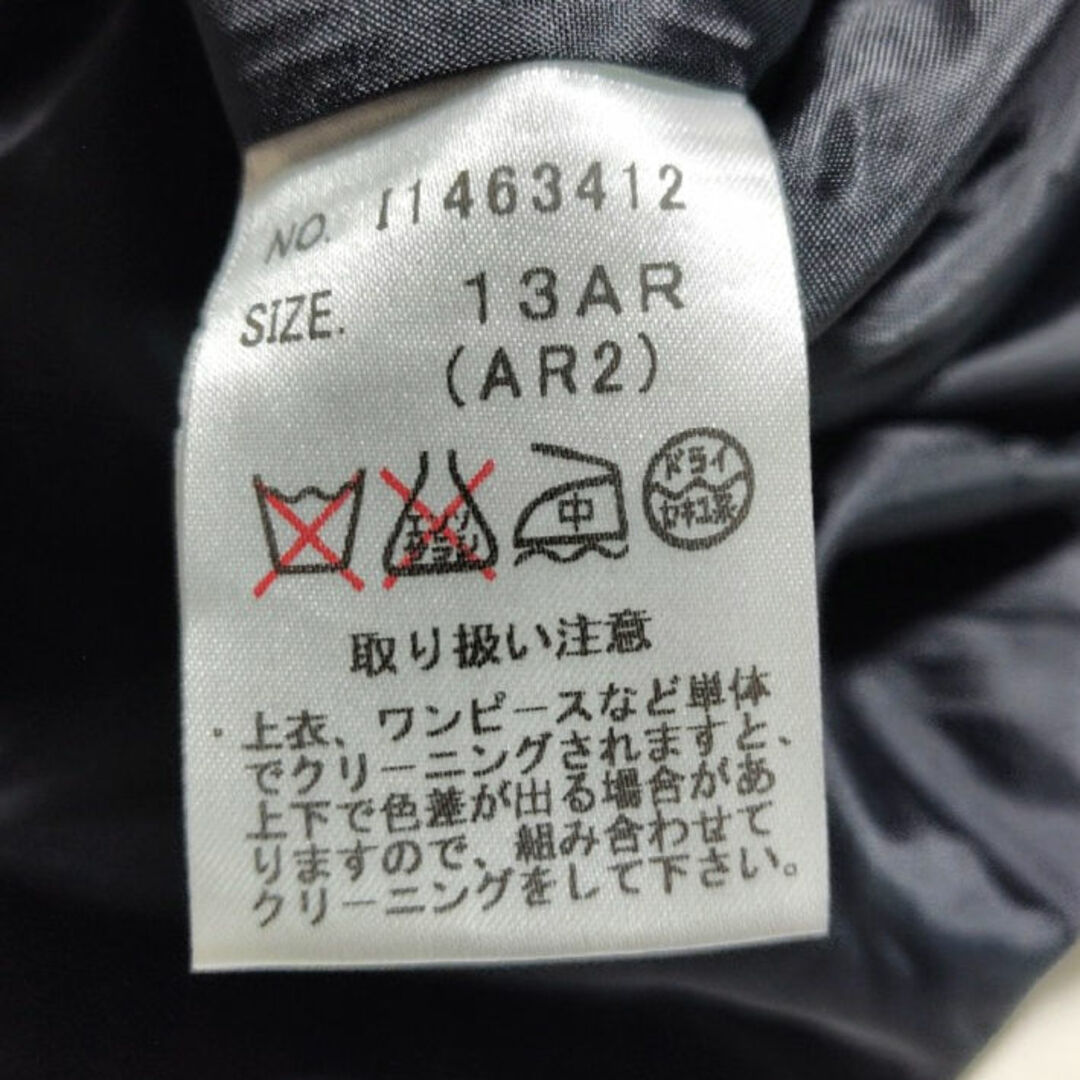 NO. I1463412
SIZE. 13AR
(AR2)
エンソ
サラシ
中
ドライ
セキユ系
取り扱い注意
・上衣、ワンピースなど単体
でクリーニングされますと、
上下で色差が出る場合があ
りますので、組み合わせて
クリーニングをして下さい。